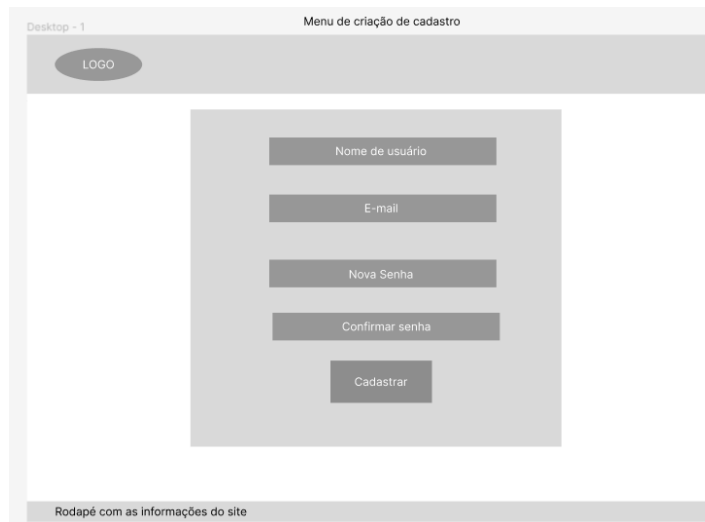 Menu de criação de cadastro
Desktop - 1
LOGO
Nome de usuário
E-mail
Nova Senha
Confirmar senha
Cadastrar
Rodapé com as informações do site